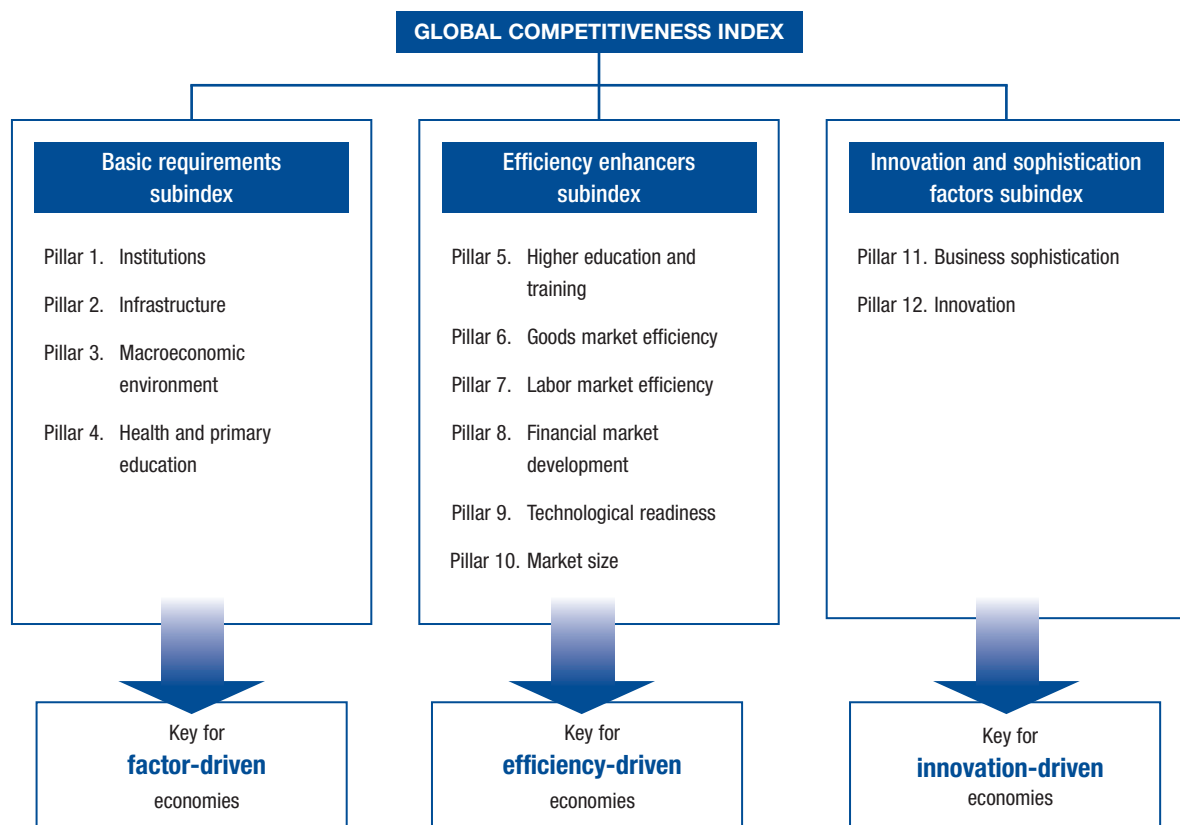 GLOBAL COMPETITIVENESS INDEX
Basic requirements
subindex
Pillar 1. Institutions
Pillar 2. Infrastructure
Pillar 3. Macroeconomic
environment
Pillar 4. Health and primary
education
Key for
factor-driven
economies
Efficiency enhancers
subindex
Pillar 5. Higher education and
training
Pillar 6. Goods market efficiency
Pillar 7. Labor market efficiency
Pillar 8. Financial market
development
Pillar 9. Technological readiness
Pillar 10. Market size
Key for
efficiency-driven
economies
Innovation and sophistication
factors subindex
Pillar 11. Business sophistication
Pillar 12. Innovation
Key for
innovation-driven
economies